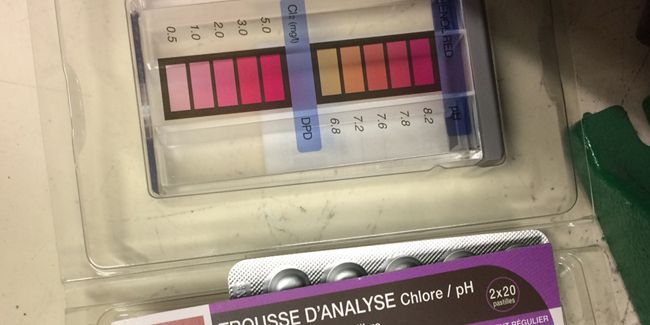 Cl2 (mg/l)
0.5 1.0 2.0 3.0 5.0
DPD
PHENOL RED
pH
6.8 7.2 7.6 7.8 8.2
TROUSSE D'ANALYSE Chlore / pH
2x20
pastilles
RÉGULIER